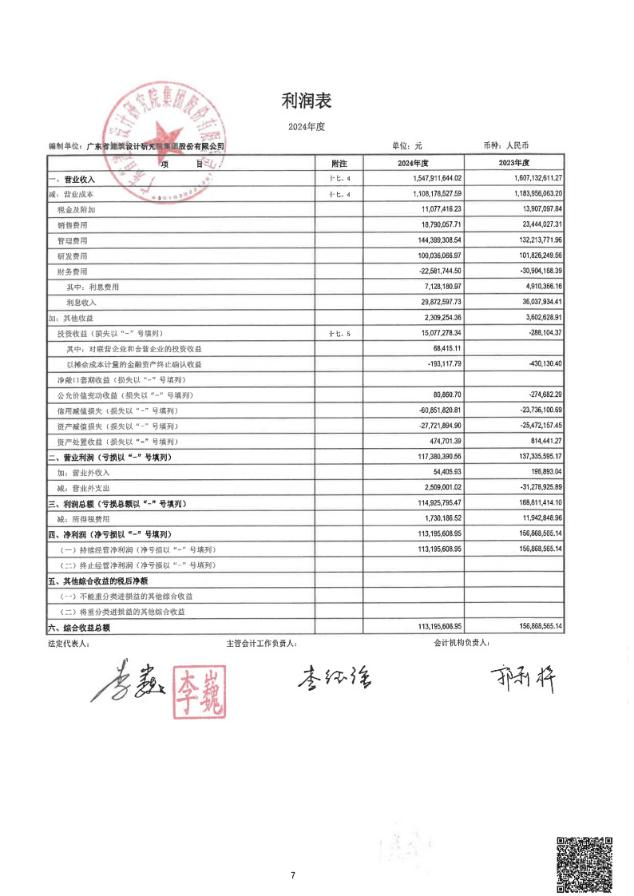 利润表
2024年度
编制单位：广东省建筑设计研究院集团股份有限公司 单位：元 币种：人民币
项 目 附注 2024年度 2023年度
一、营业收入 十七、4 1,547,911,644.02 1,607,132,611.27
减：营业成本 十七、4 1,108,178,527.59 1,183,956,063.20
税金及附加 11,077,416.23 13,907,097.84
销售费用 18,790,057.71 23,444,027.31
管理费用 144,389,308.54 132,213,771.96
研发费用 100,036,066.97 101,826,249.56
财务费用 -22,581,744.50 -30,904,168.39
其中：利息费用 7,128,180.97 4,910,366.16
利息收入 29,872,597.73 36,037,934.41
加：其他收益 2,309,254.36 3,602,628.91
投资收益（损失以“-”号填列） 十七、5 15,077,278.34 -286,104.37
其中：对联营企业和合营企业的投资收益 68,415.11
以摊余成本计量的金融资产终止确认收益 -193,117.79 -430,130.40
净敞口套期收益（损失以“-”号填列）
公允价值变动收益（损失以“-”号填列） 80,860.70 -274,682.29
信用减值损失（损失以“-”号填列） -60,851,820.81 -23,736,100.69
资产减值损失（损失以“-”号填列） -27,721,894.90 -25,472,157.45
资产处置收益（损失以“-”号填列） 474,701.39 814,441.27
二、营业利润（亏损以“-”号填列） 117,380,390.56 137,335,595.17
加：营业外收入 54,405.93 196,893.04
减：营业外支出 2,509,001.02 -31,278,925.89
三、利润总额（亏损总额以“-”号填列） 114,925,795.47 168,811,414.10
减：所得税费用 1,730,186.52 11,942,848.96
四、净利润（净亏损以“-”号填列） 113,195,608.95 156,868,565.14
（一）持续经营净利润（净亏损以“-”号填列） 113,195,608.95 156,868,565.14
（二）终止经营净利润（净亏损以“-”号填列）
五、其他综合收益的税后净额
（一）不能重分类进损益的其他综合收益
（二）将重分类进损益的其他综合收益
六、综合收益总额 113,195,608.95 156,868,565.14
法定代表人： 主管会计工作负责人： 会计机构负责人：
李巍
7